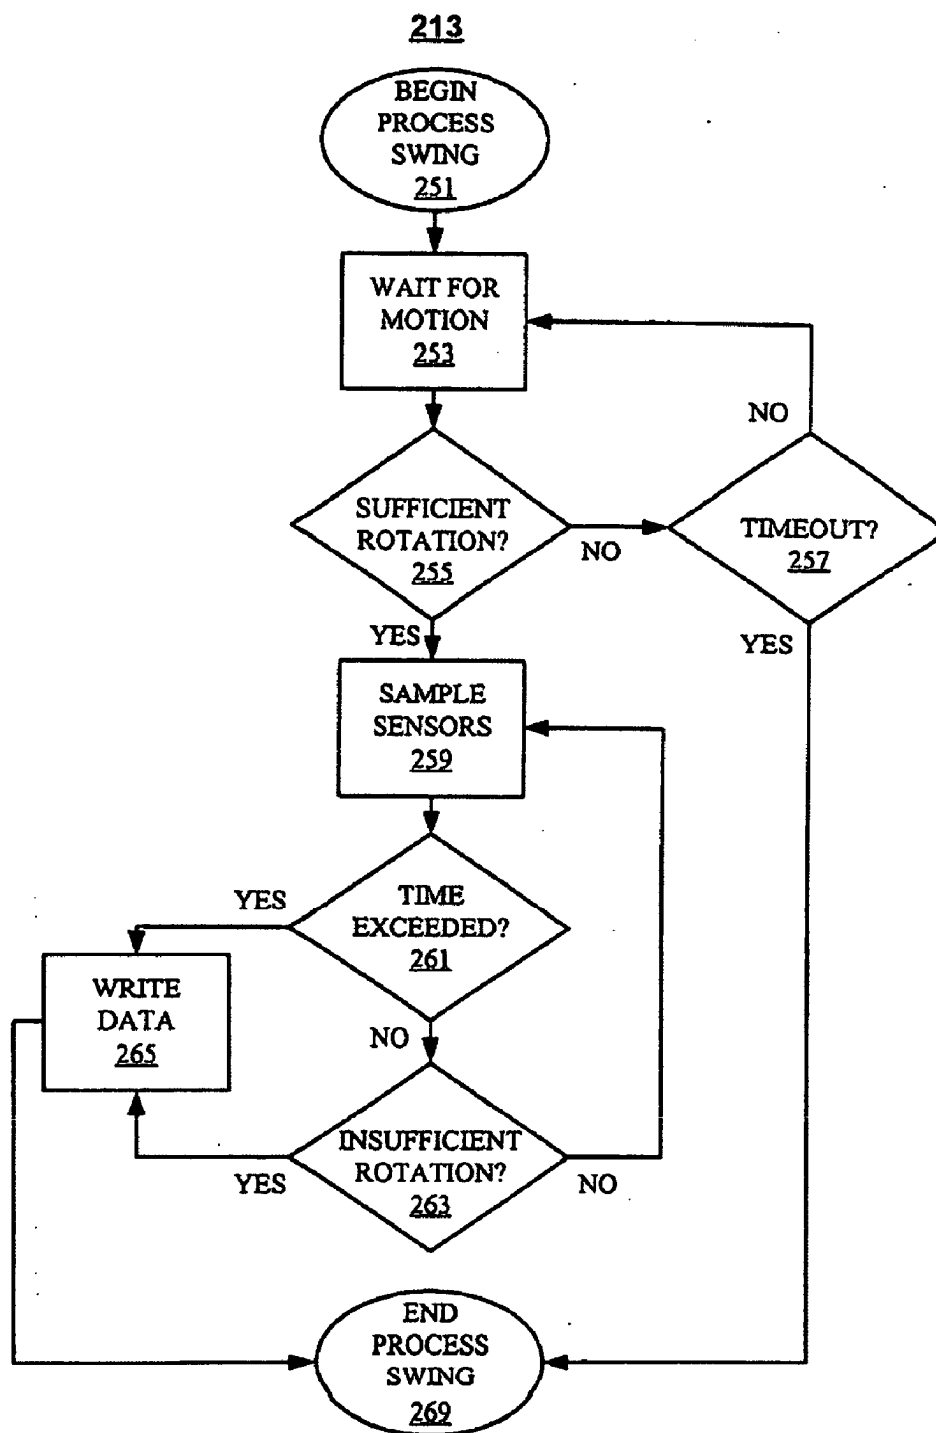 213
BEGIN
PROCESS
SWING
251
WAIT FOR
MOTION
253
NO
SUFFICIENT
ROTATION?
255
NO
TIMEOUT?
257
YES
YES
SAMPLE
SENSORS
259
YES
TIME
EXCEEDED?
261
WRITE
DATA
265
NO
INSUFFICIENT
ROTATION?
263
YES
NO
END
PROCESS
SWING
269